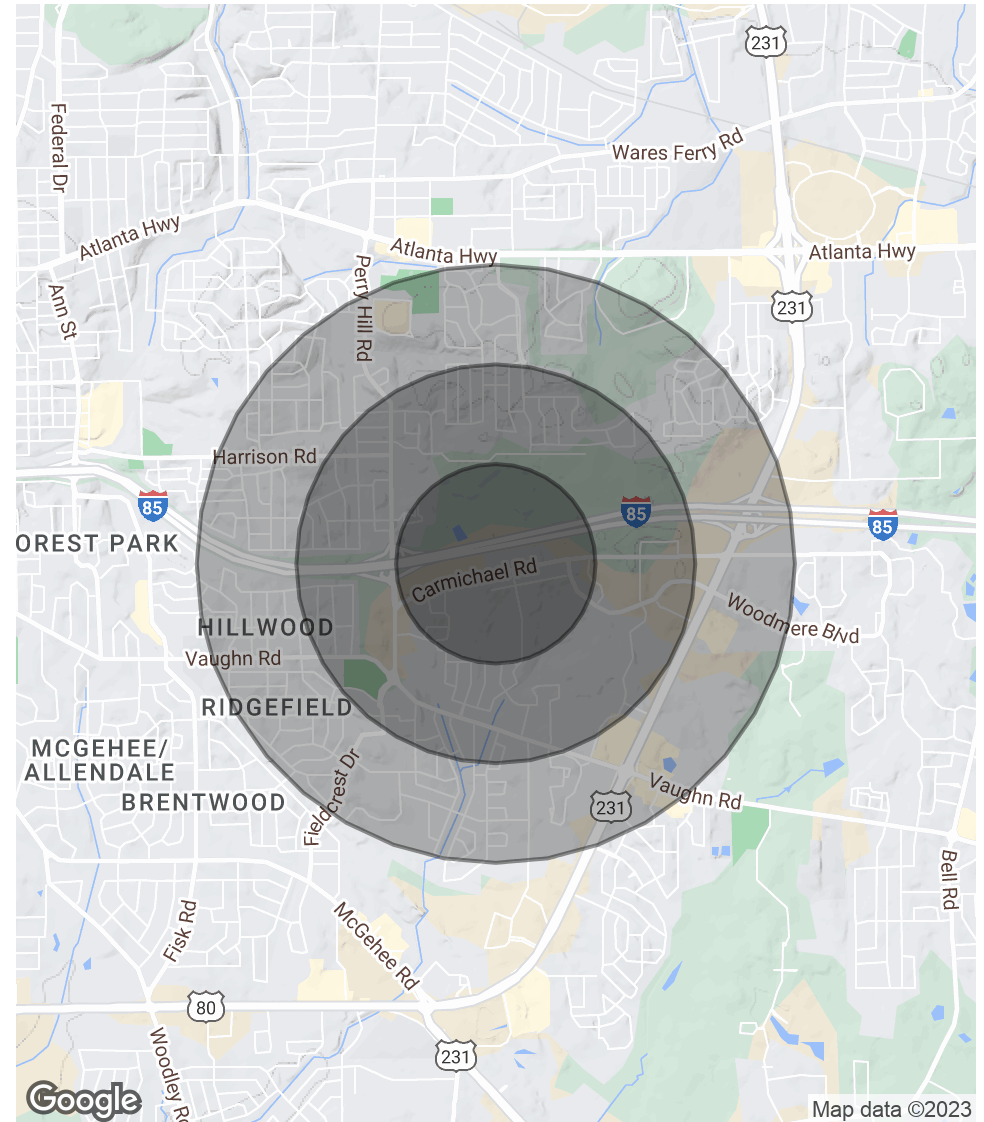 231
Federal Dr
Wares Ferry Rd
Atlanta Hwy
Atlanta Hwy
Atlanta Hwy
Perry Hill Rd
Ann St
231
Harrison Rd
85
85
85
OREST PARK
Carmichael Rd
Woodmere Blvd
HILLWOOD
Vaughn Rd
RIDGEFIELD
MCGEHEE/
ALLENDALE
BRENTWOOD
Fieldcrest Dr
Vaughn Rd
231
Bell Rd
Fisk Rd
McGehee Rd
80
Woodley Rd
231
Google
Map data ©2023